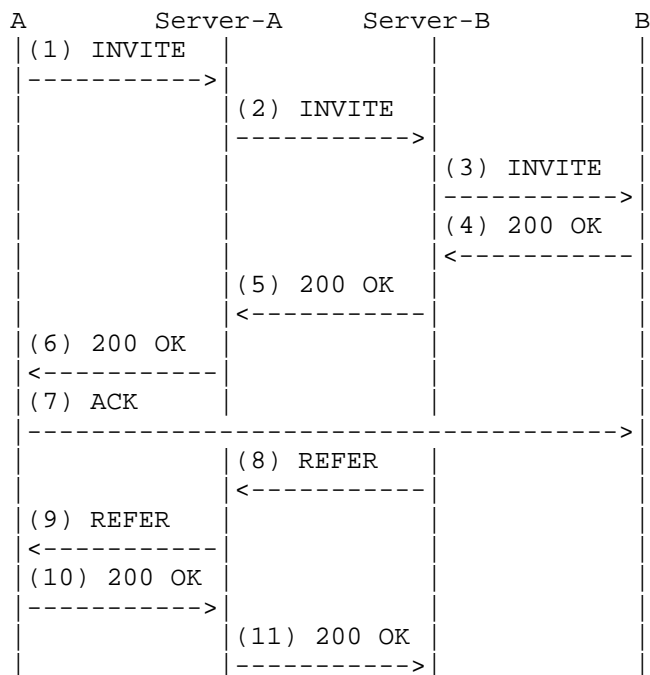 A Server-A Server-B B
(1) INVITE
(2) INVITE
(3) INVITE
(4) 200 OK
(5) 200 OK
(6) 200 OK
(7) ACK
(8) REFER
(9) REFER
(10) 200 OK
(11) 200 OK